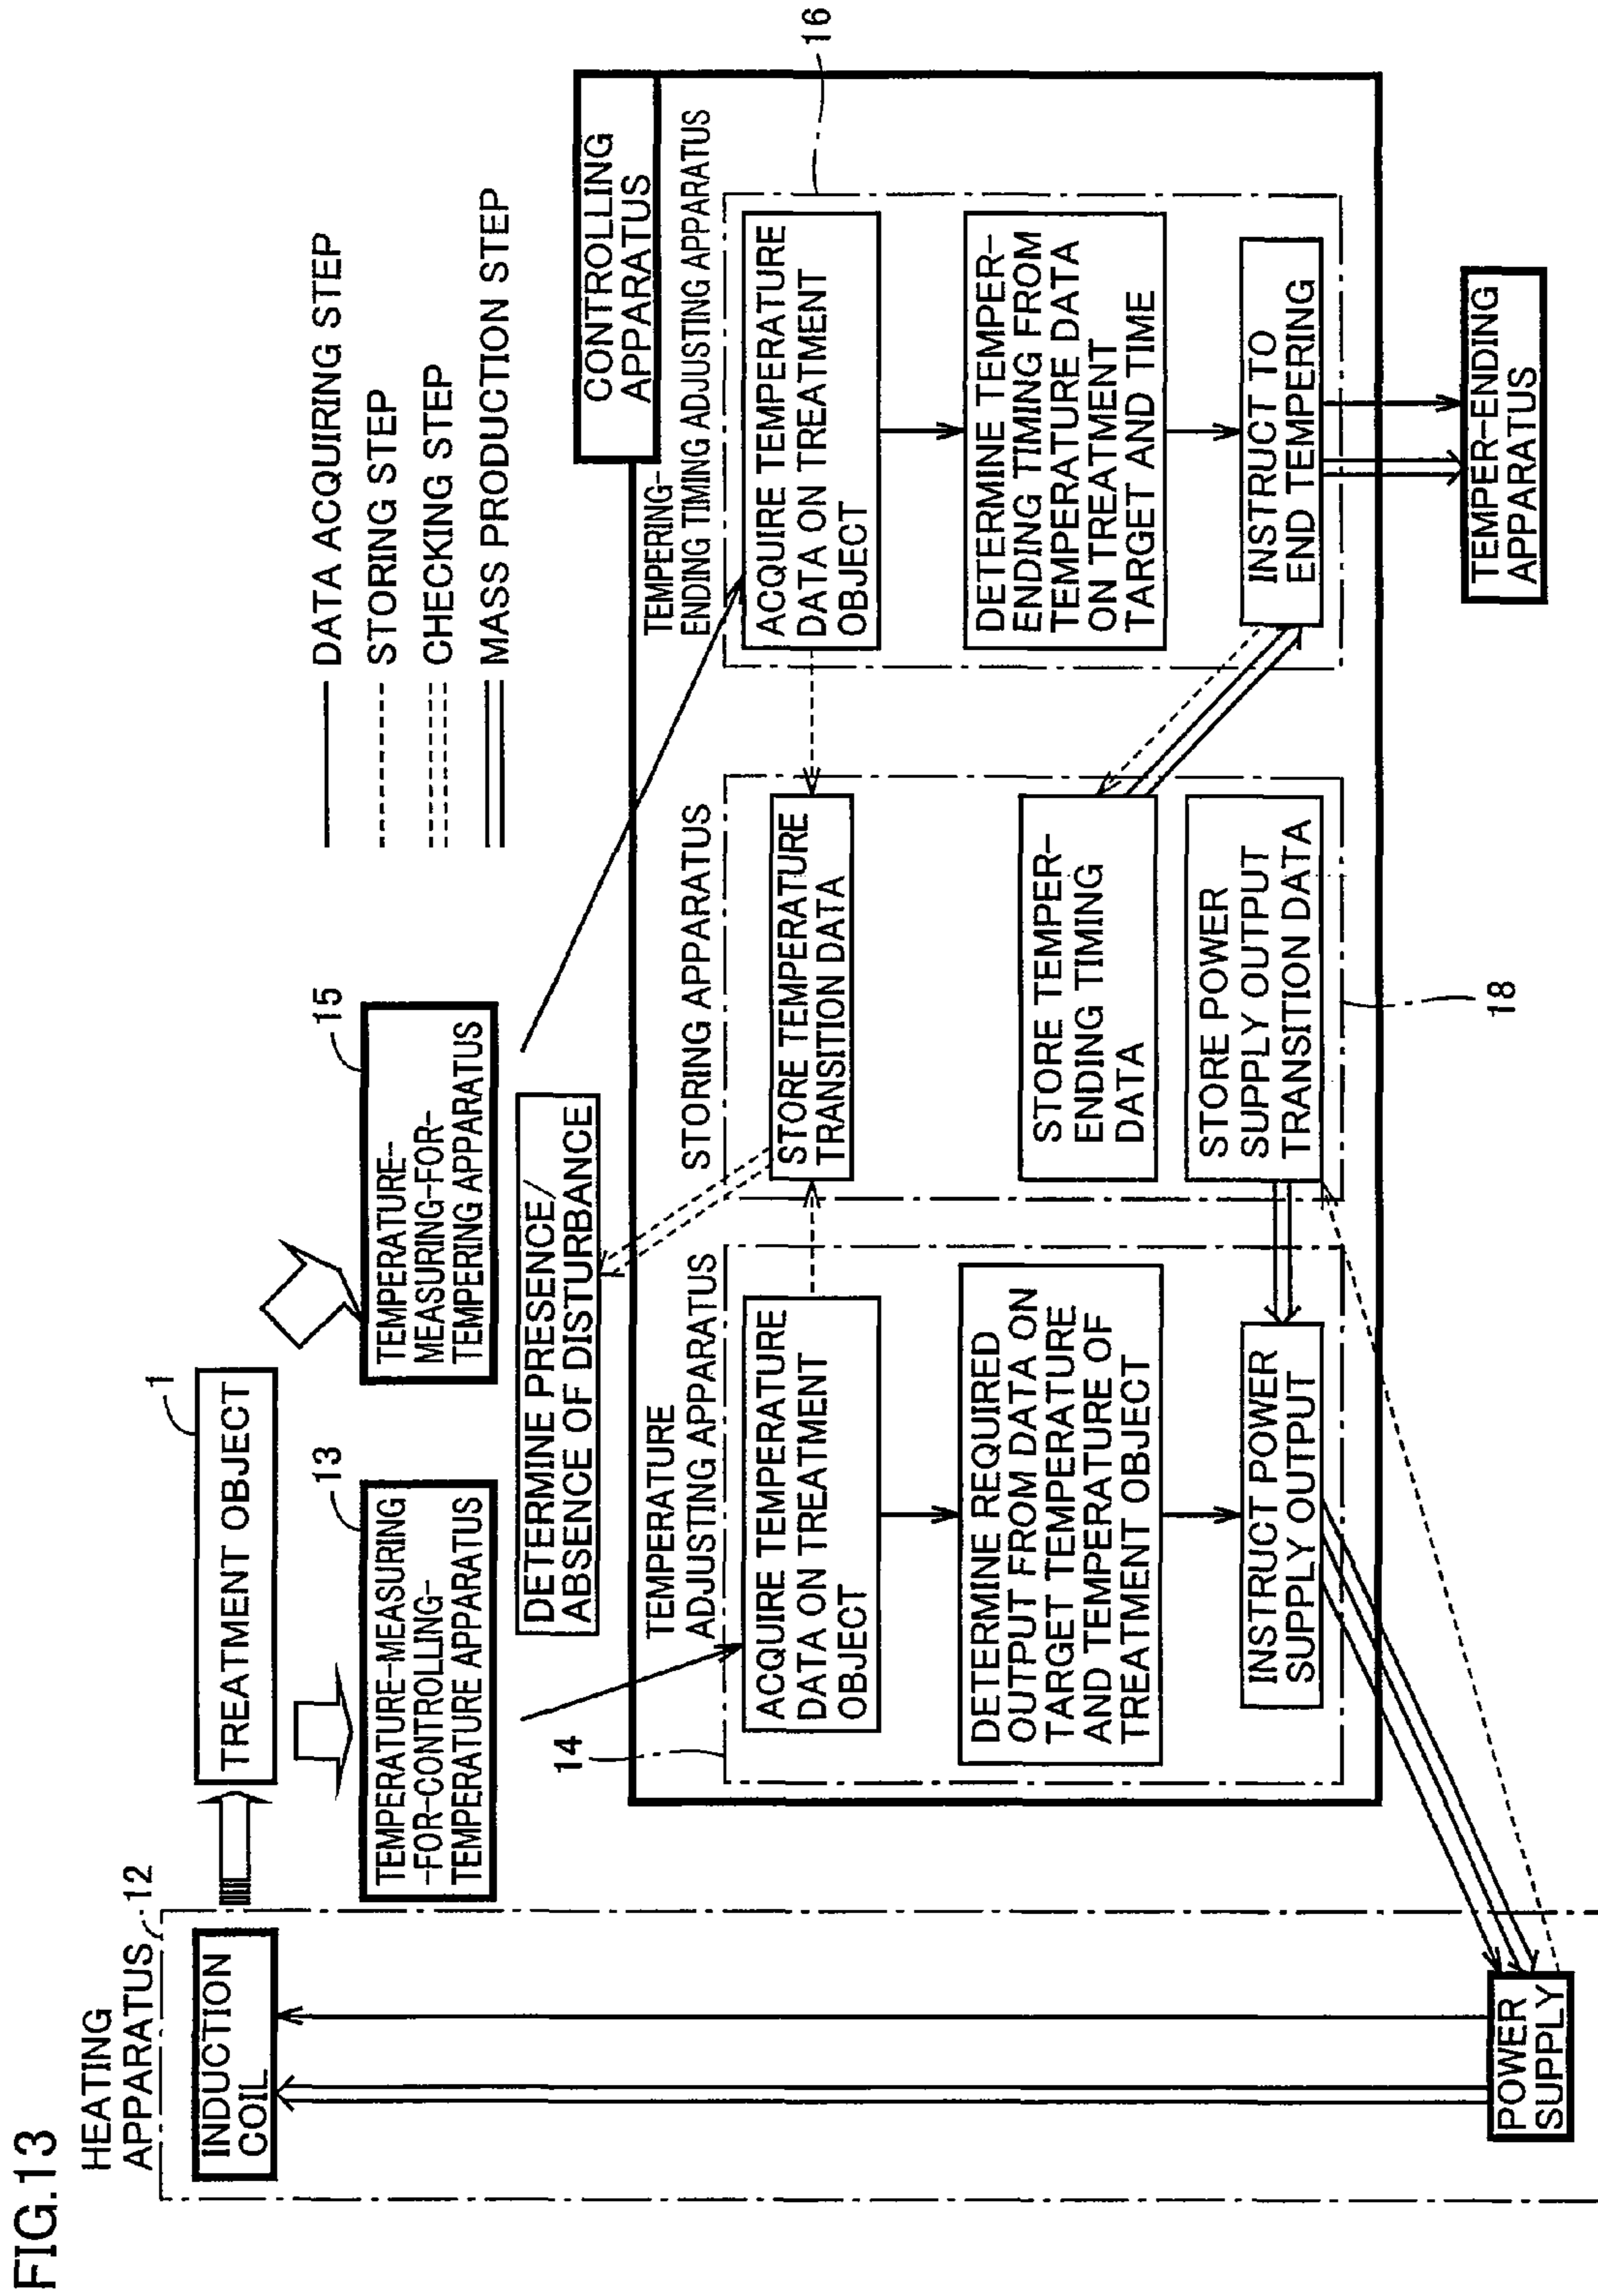 FIG.13
HEATING
APPARATUS
12
INDUCTION
COIL
POWER
SUPPLY
1
TREATMENT OBJECT
13
TEMPERATURE-MEASURING
-FOR-CONTROLLING-
TEMPERATURE APPARATUS
15
TEMPERATURE-
MEASURING-FOR-
TEMPERING APPARATUS
DATA ACQUIRING STEP
STORING STEP
CHECKING STEP
MASS PRODUCTION STEP
DETERMINE PRESENCE/
ABSENCE OF DISTURBANCE
CONTROLLING
APPARATUS
14
TEMPERATURE
ADJUSTING APPARATUS
ACQUIRE TEMPERATURE
DATA ON TREATMENT
OBJECT
DETERMINE REQUIRED
OUTPUT FROM DATA ON
TARGET TEMPERATURE
AND TEMPERATURE OF
TREATMENT OBJECT
INSTRUCT POWER
SUPPLY OUTPUT
STORING APPARATUS
STORE TEMPERATURE
TRANSITION DATA
STORE TEMPER-
ENDING TIMING
DATA
STORE POWER
SUPPLY OUTPUT
TRANSITION DATA
18
TEMPERING-
ENDING TIMING ADJUSTING APPARATUS
16
ACQUIRE TEMPERATURE
DATA ON TREATMENT
OBJECT
DETERMINE TEMPER-
ENDING TIMING FROM
TEMPERATURE DATA
ON TREATMENT
TARGET AND TIME
INSTRUCT TO
END TEMPERING
TEMPER-ENDING
APPARATUS